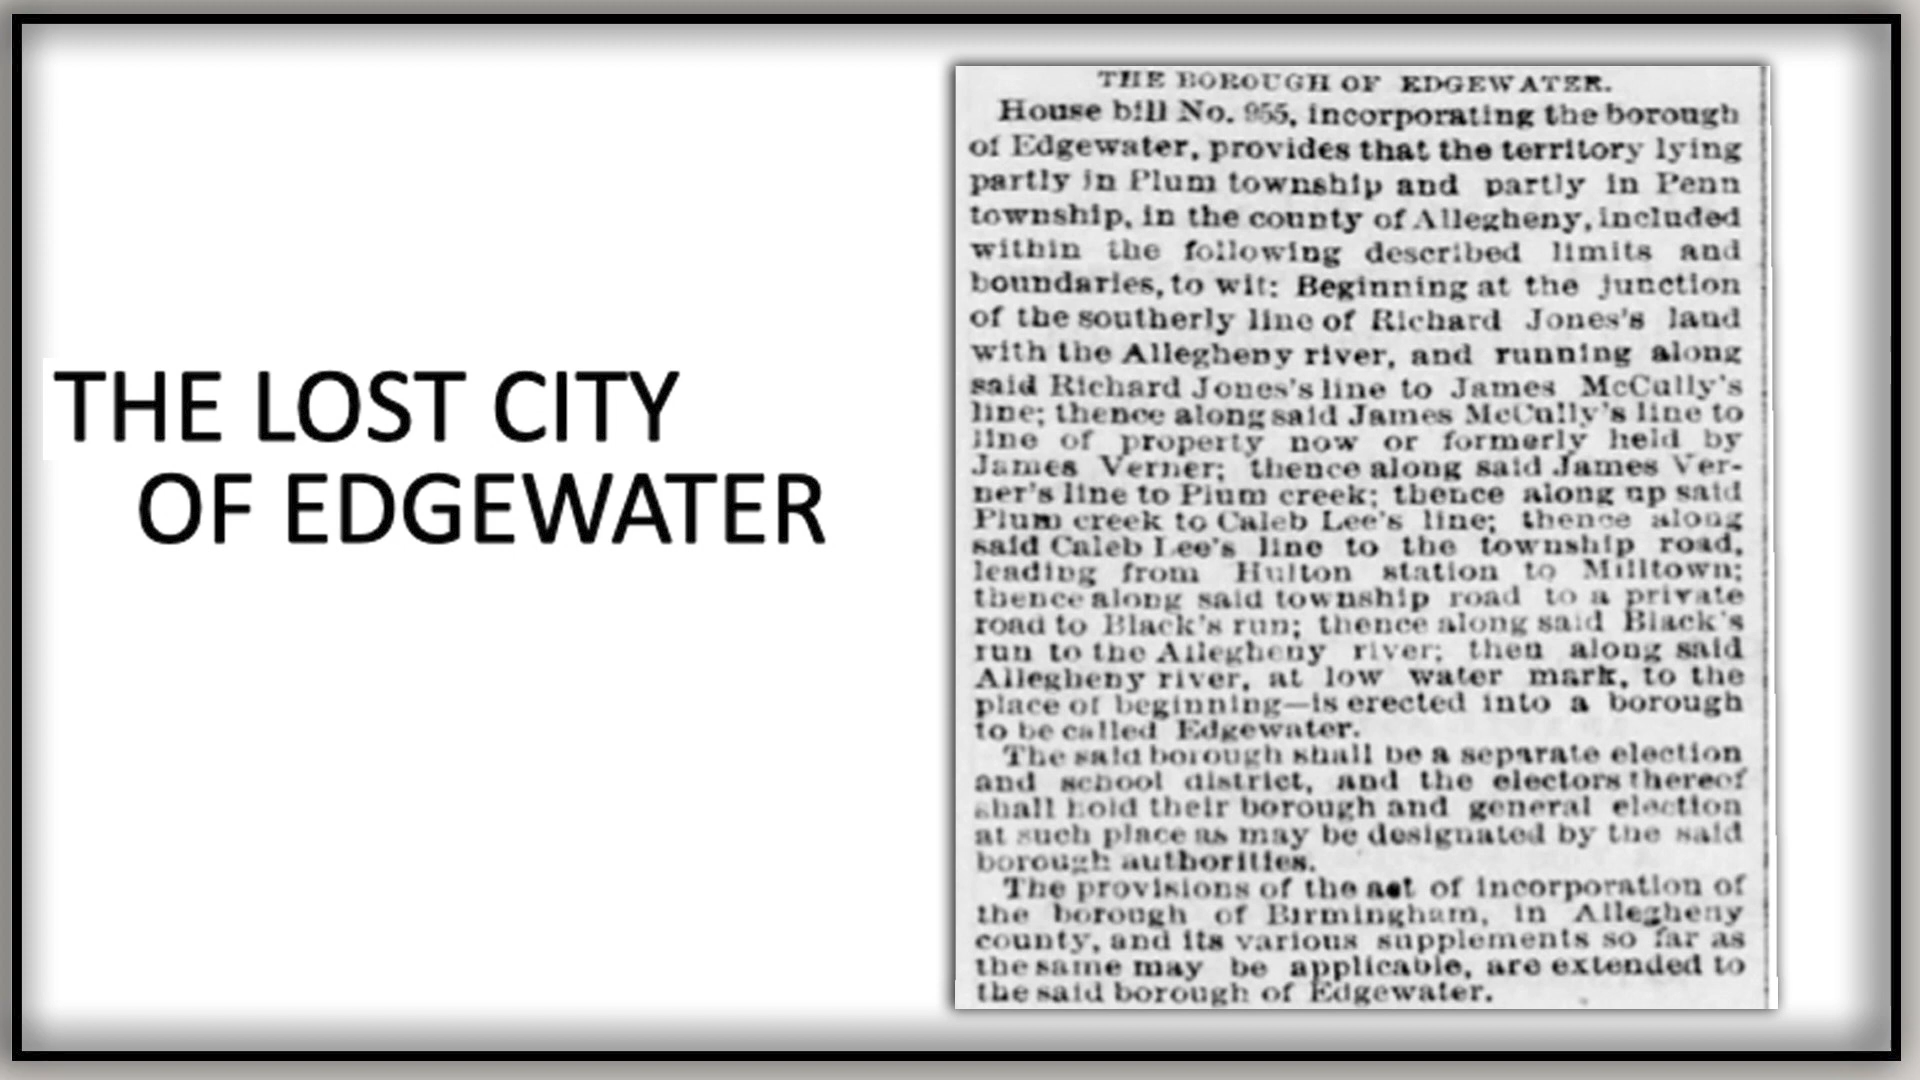 THE LOST CITY
OF EDGEWATER
THE BOROUGH OF EDGEWATER.
House bill No. 955, incorporating the borough
of Edgewater, provides that the territory lying
partly in Plum township and partly in Penn
township, in the county of Allegheny, included
within the following described limits and
boundaries, to wit: Beginning at the junction
of the southerly line of Richard Jones's land
with the Allegheny river, and running along
said Richard Jones's line to James McCully's
line; thence along said James McCully's line to
line of property now or formerly held by
James Verner; thence along said James Ver-
ner's line to Plum creek; thence along up said
Plum creek to Caleb Lee's line; thence along
said Caleb Lee's line to the township road,
leading from Hulton station to Milltown;
thence along said township road to a private
road to Black's run; thence along said Black's
run to the Allegheny river; then along said
Allegheny river, at low water mark, to the
place of beginning—is erected into a borough
to be called Edgewater.
The said borough shall be a separate election
and school district, and the electors thereof
shall hold their borough and general election
at such place as may be designated by the said
borough authorities.
The provisions of the act of incorporation of
the borough of Birmingham, in Allegheny
county, and its various supplements so far as
the same may be applicable, are extended to
the said borough of Edgewater.